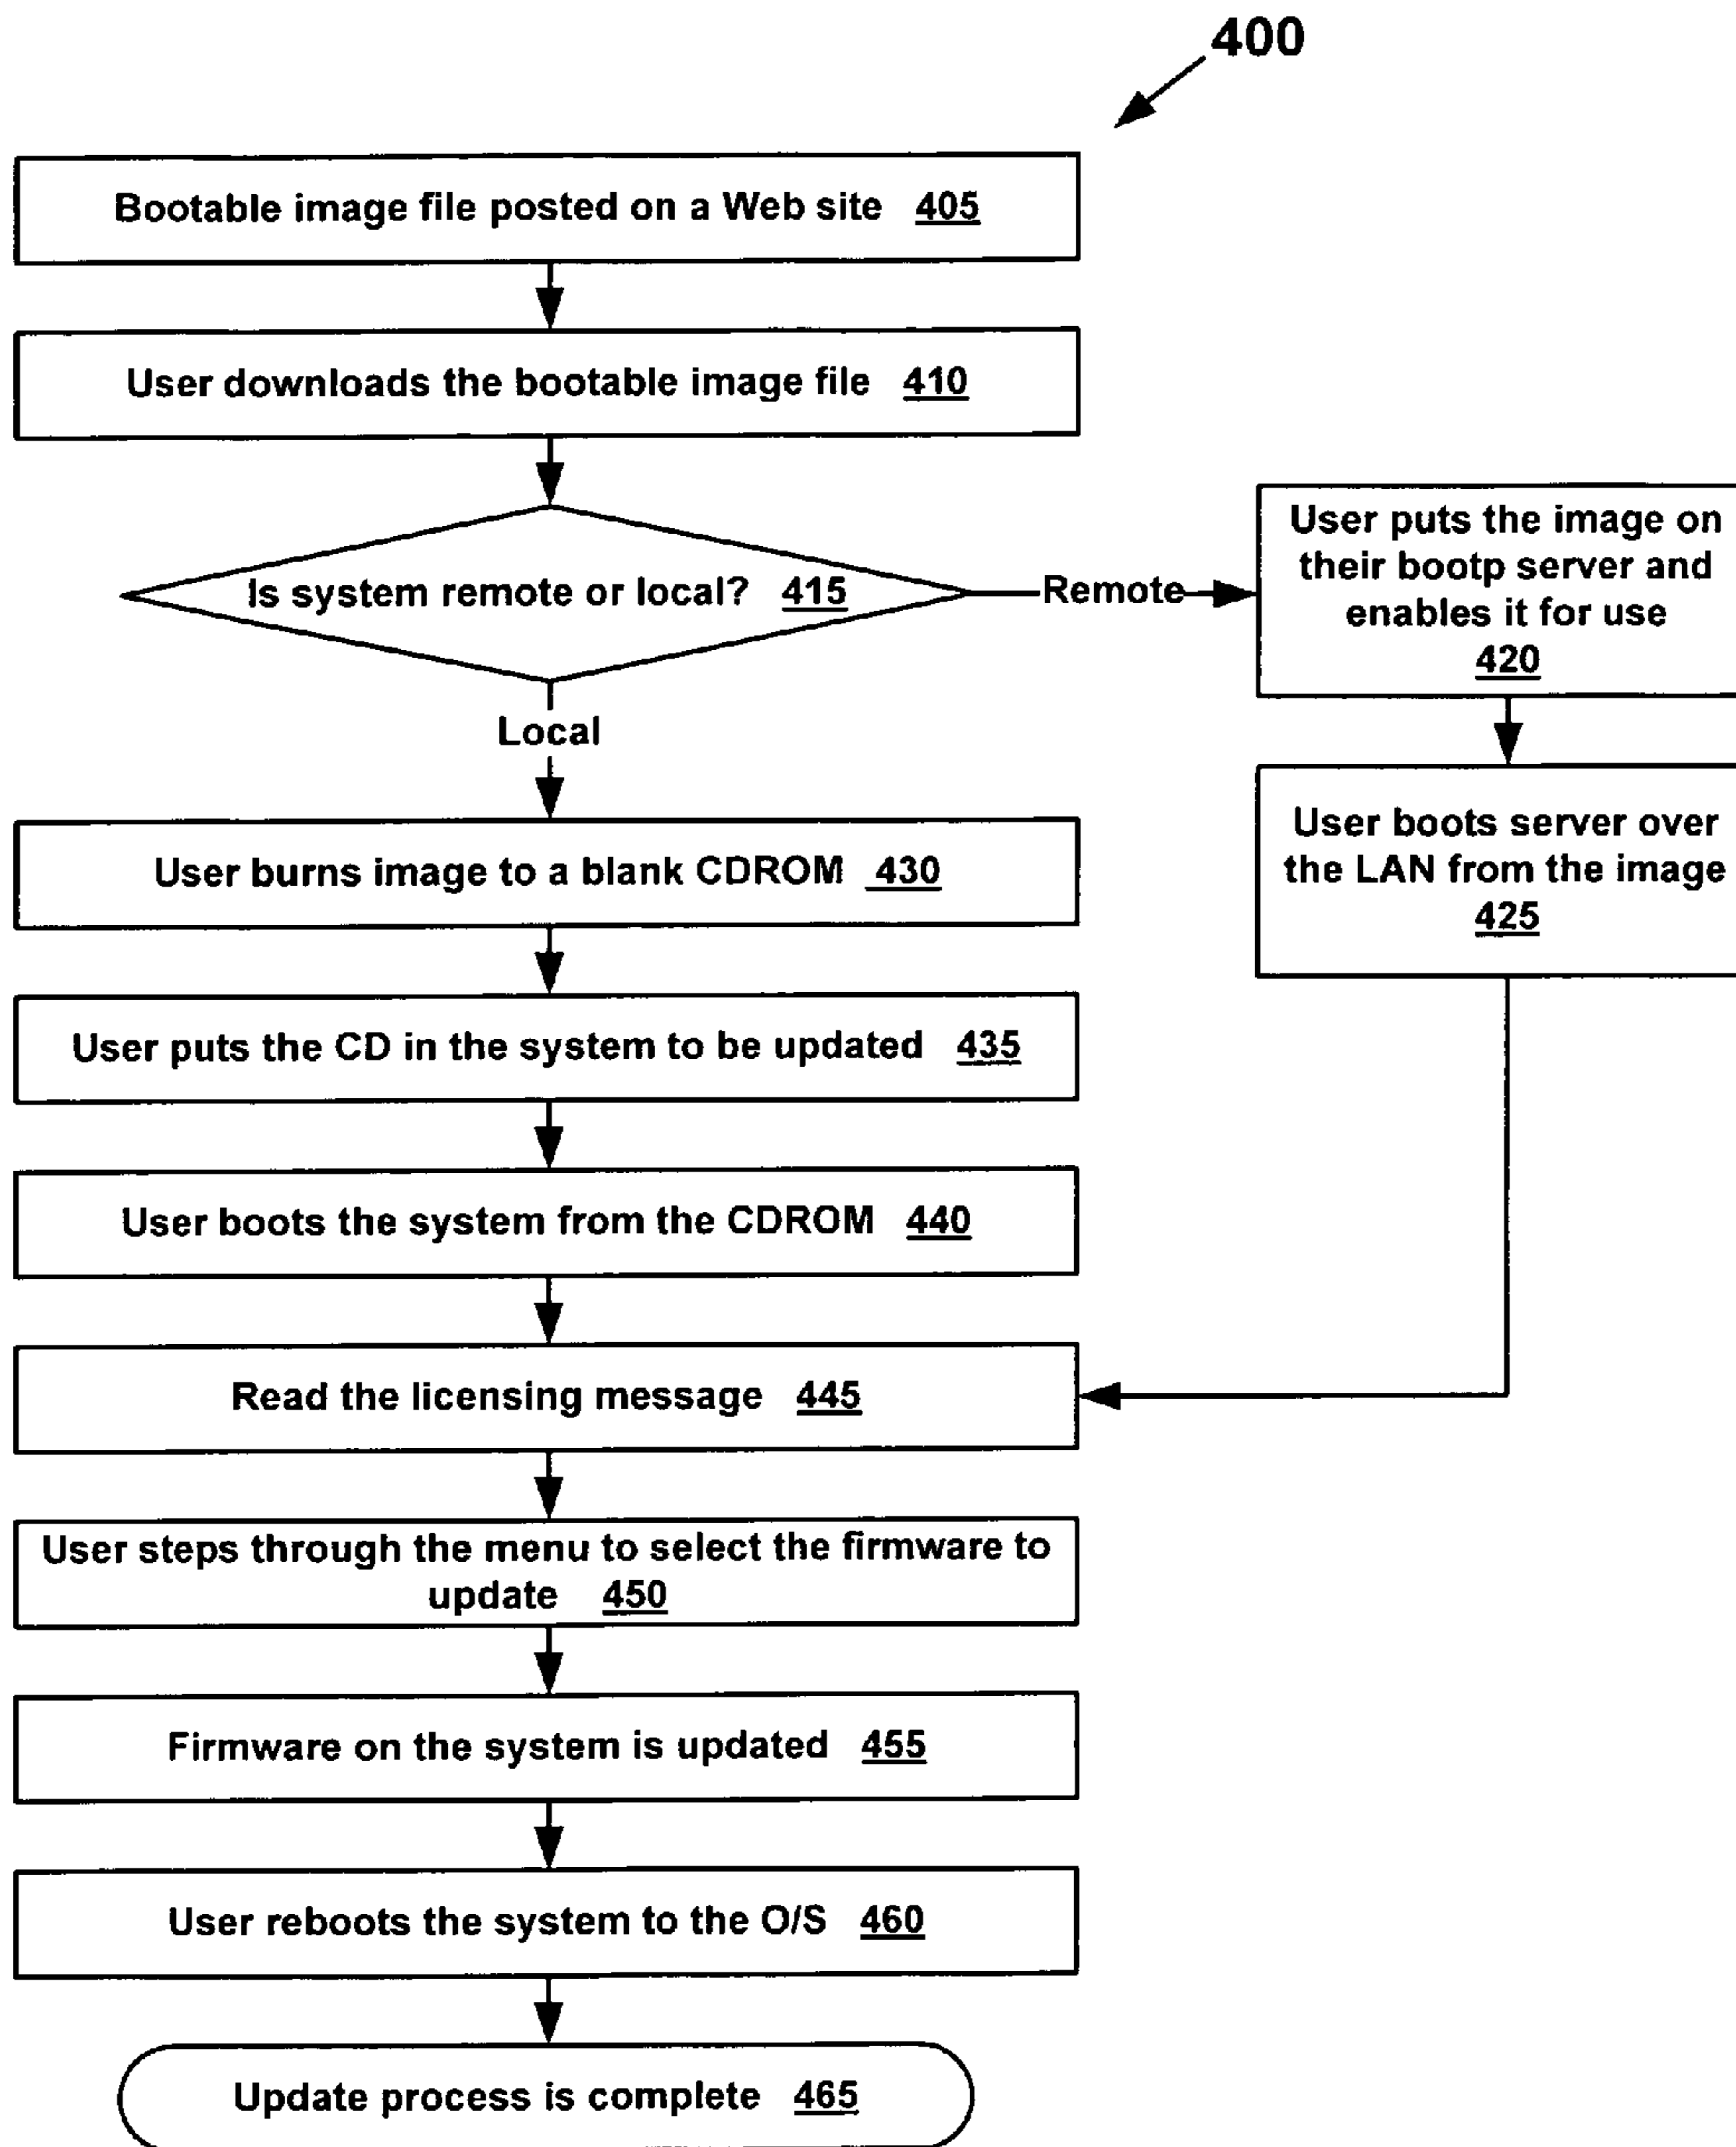 400
Bootable image file posted on a Web site 405
User downloads the bootable image file 410
Is system remote or local? 415
Remote
User puts the image on
their bootp server and
enables it for use
420
User boots server over
the LAN from the image
425
Local
User burns image to a blank CDROM 430
User puts the CD in the system to be updated 435
User boots the system from the CDROM 440
Read the licensing message 445
User steps through the menu to select the firmware to
update 450
Firmware on the system is updated 455
User reboots the system to the O/S 460
Update process is complete 465